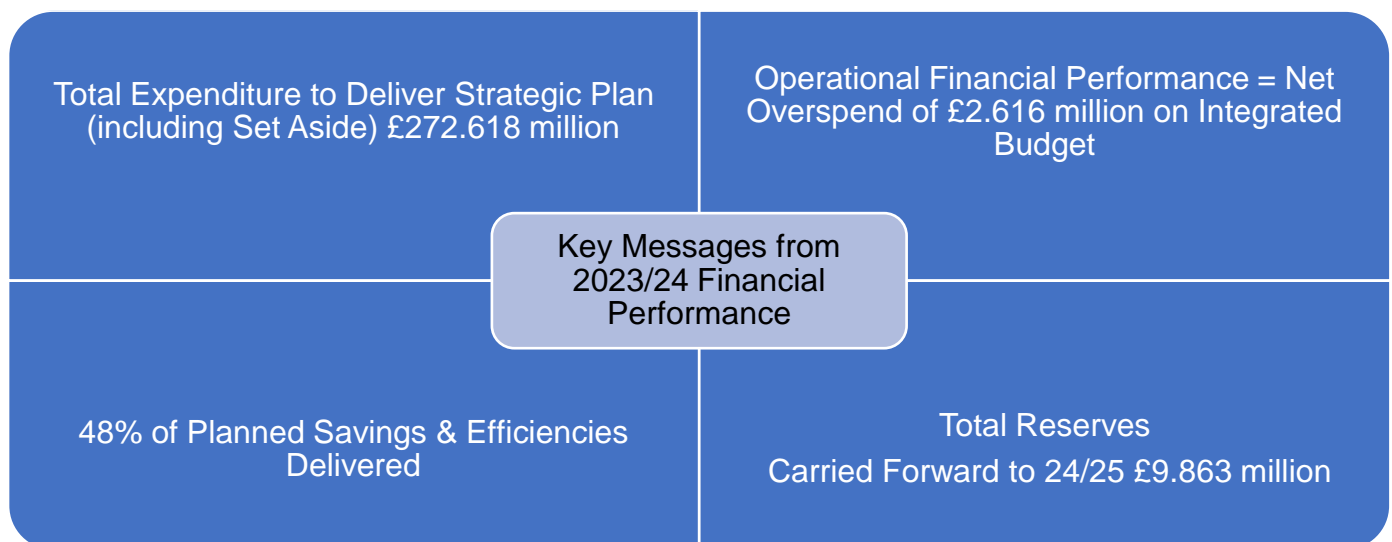 Total Expenditure to Deliver Strategic Plan
(including Set Aside) £272.618 million
Operational Financial Performance = Net
Overspend of £2.616 million on Integrated
Budget
Key Messages from
2023/24 Financial
Performance
48% of Planned Savings & Efficiencies
Delivered
Total Reserves
Carried Forward to 24/25 £9.863 million